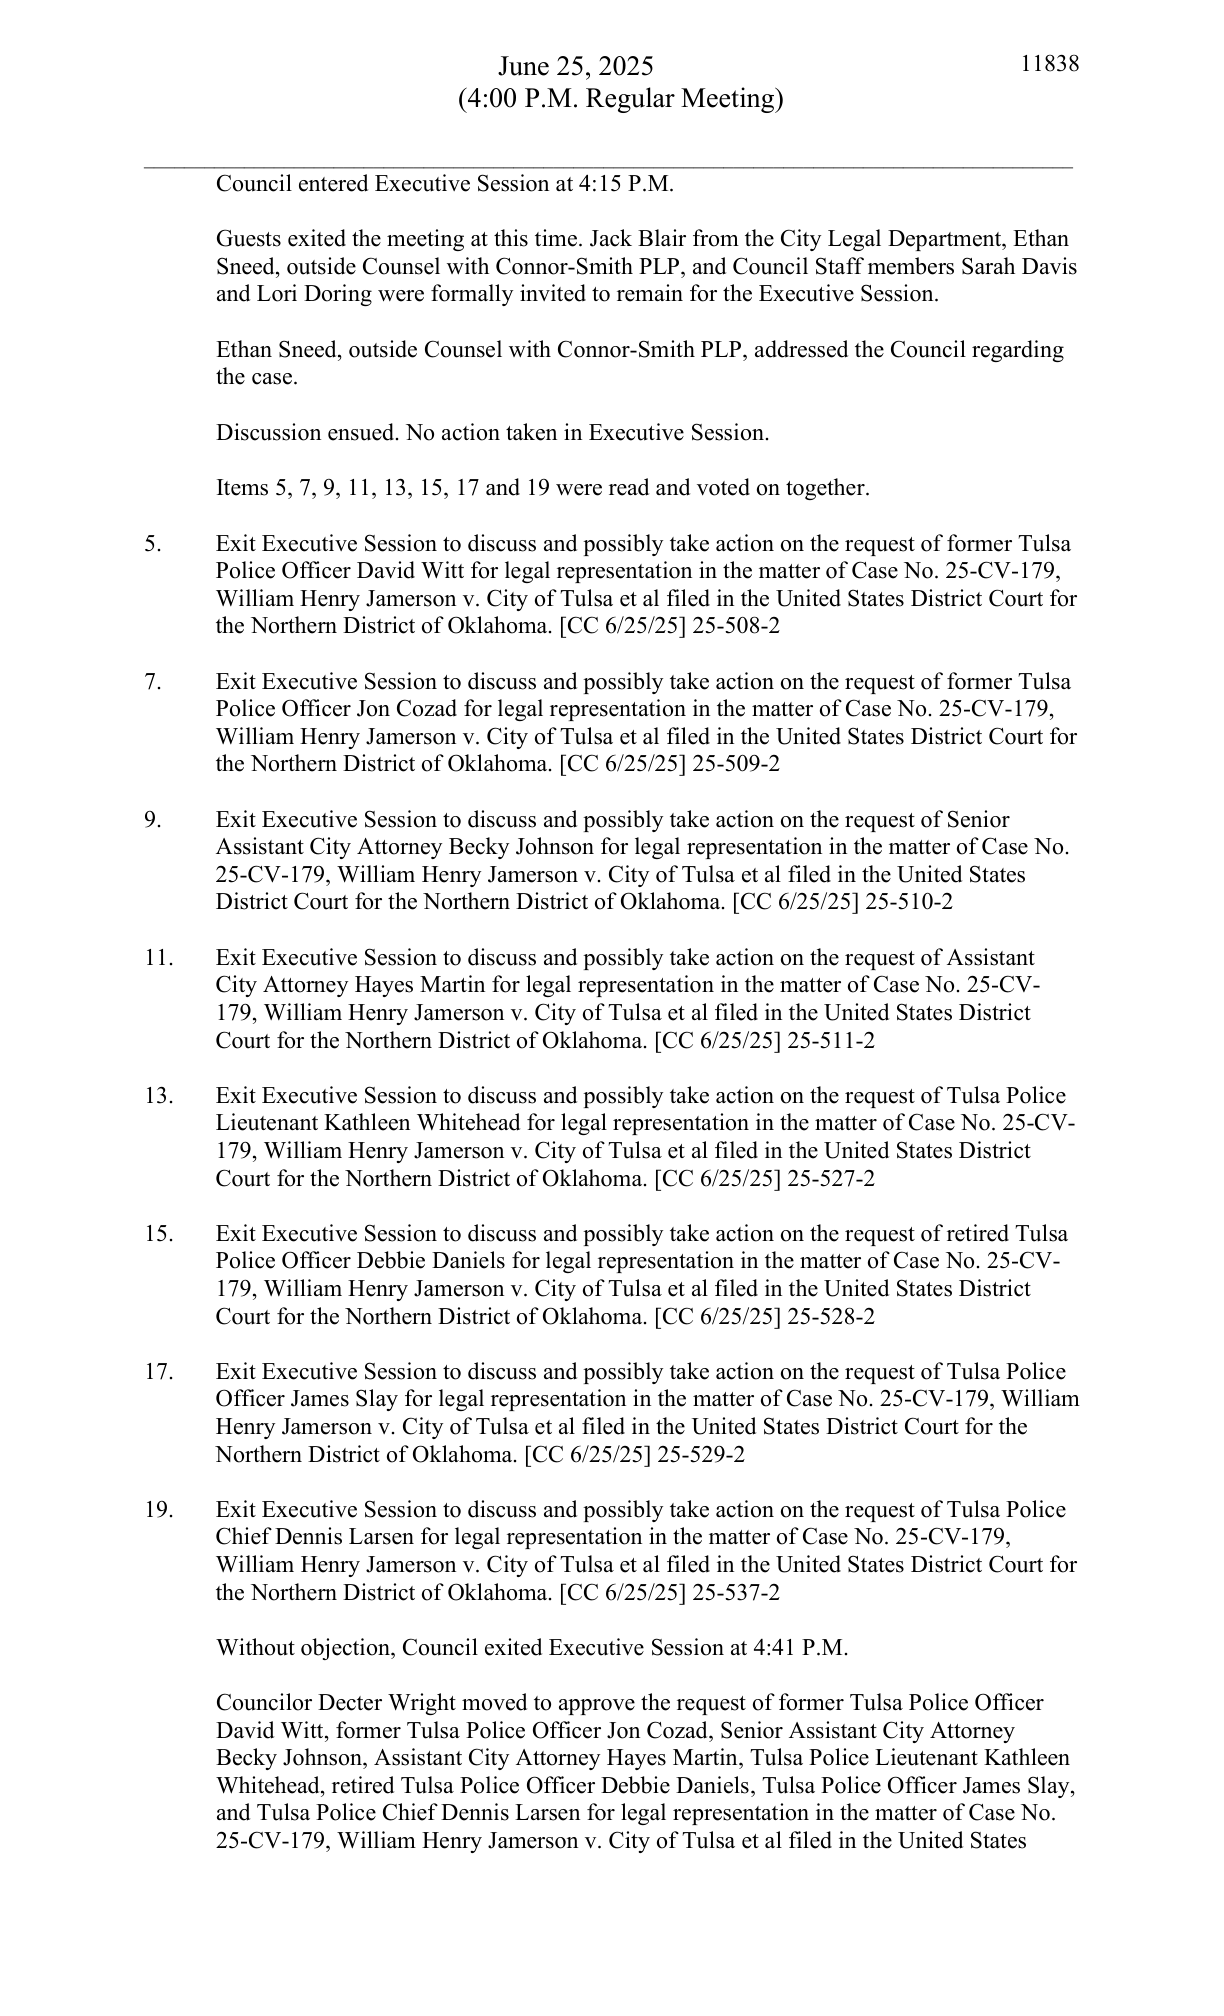 June 25, 2025
11838
(4:00 P.M. Regular Meeting)
Council entered Executive Session at 4:15 P.M.
Guests exited the meeting at this time. Jack Blair from the City Legal Department, Ethan
Sneed, outside Counsel with Connor-Smith PLP, and Council Staff members Sarah Davis
and Lori Doring were formally invited to remain for the Executive Session.
Ethan Sneed, outside Counsel with Connor-Smith PLP, addressed the Council regarding
the case.
Discussion ensued. No action taken in Executive Session.
Items 5, 7, 9, 11, 13, 15, 17 and 19 were read and voted on together.
5. Exit Executive Session to discuss and possibly take action on the request of former Tulsa
Police Officer David Witt for legal representation in the matter of Case No. 25-CV-179,
William Henry Jamerson v. City of Tulsa et al filed in the United States District Court for
the Northern District of Oklahoma. [CC 6/25/25] 25-508-2
7. Exit Executive Session to discuss and possibly take action on the request of former Tulsa
Police Officer Jon Cozad for legal representation in the matter of Case No. 25-CV-179,
William Henry Jamerson v. City of Tulsa et al filed in the United States District Court for
the Northern District of Oklahoma. [CC 6/25/25] 25-509-2
9. Exit Executive Session to discuss and possibly take action on the request of Senior
Assistant City Attorney Becky Johnson for legal representation in the matter of Case No.
25-CV-179, William Henry Jamerson v. City of Tulsa et al filed in the United States
District Court for the Northern District of Oklahoma. [CC 6/25/25] 25-510-2
11. Exit Executive Session to discuss and possibly take action on the request of Assistant
City Attorney Hayes Martin for legal representation in the matter of Case No. 25-CV-
179, William Henry Jamerson v. City of Tulsa et al filed in the United States District
Court for the Northern District of Oklahoma. [CC 6/25/25] 25-511-2
13. Exit Executive Session to discuss and possibly take action on the request of Tulsa Police
Lieutenant Kathleen Whitehead for legal representation in the matter of Case No. 25-CV-
179, William Henry Jamerson v. City of Tulsa et al filed in the United States District
Court for the Northern District of Oklahoma. [CC 6/25/25] 25-527-2
15. Exit Executive Session to discuss and possibly take action on the request of retired Tulsa
Police Officer Debbie Daniels for legal representation in the matter of Case No. 25-CV-
179, William Henry Jamerson v. City of Tulsa et al filed in the United States District
Court for the Northern District of Oklahoma. [CC 6/25/25] 25-528-2
17. Exit Executive Session to discuss and possibly take action on the request of Tulsa Police
Officer James Slay for legal representation in the matter of Case No. 25-CV-179, William
Henry Jamerson v. City of Tulsa et al filed in the United States District Court for the
Northern District of Oklahoma. [CC 6/25/25] 25-529-2
19. Exit Executive Session to discuss and possibly take action on the request of Tulsa Police
Chief Dennis Larsen for legal representation in the matter of Case No. 25-CV-179,
William Henry Jamerson v. City of Tulsa et al filed in the United States District Court for
the Northern District of Oklahoma. [CC 6/25/25] 25-537-2
Without objection, Council exited Executive Session at 4:41 P.M.
Councilor Decter Wright moved to approve the request of former Tulsa Police Officer
David Witt, former Tulsa Police Officer Jon Cozad, Senior Assistant City Attorney
Becky Johnson, Assistant City Attorney Hayes Martin, Tulsa Police Lieutenant Kathleen
Whitehead, retired Tulsa Police Officer Debbie Daniels, Tulsa Police Officer James Slay,
and Tulsa Police Chief Dennis Larsen for legal representation in the matter of Case No.
25-CV-179, William Henry Jamerson v. City of Tulsa et al filed in the United States